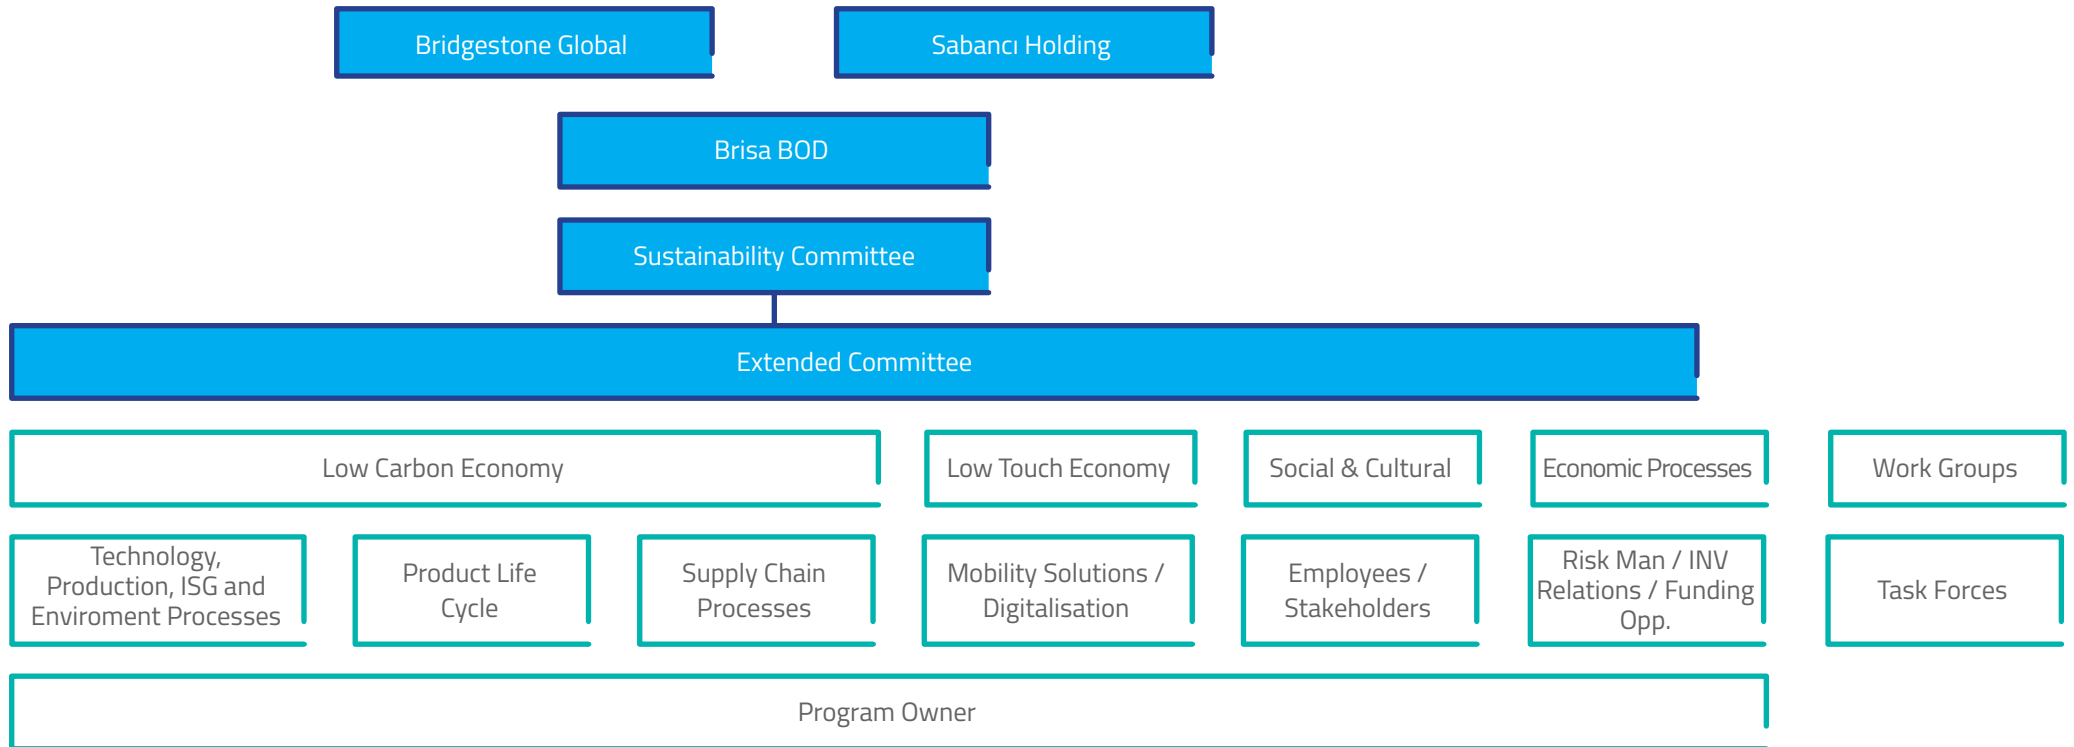 Bridgestone Global
Sabancı Holding
Brisa BOD
Sustainability Committee
Extended Committee
Low Carbon Economy
Low Touch Economy
Social & Cultural
Economic Processes
Work Groups
Technology,
Production, ISG and
Enviroment Processes
Product Life
Cycle
Supply Chain
Processes
Mobility Solutions /
Digitalisation
Employees /
Stakeholders
Risk Man / INV
Relations / Funding
Opp.
Task Forces
Program Owner